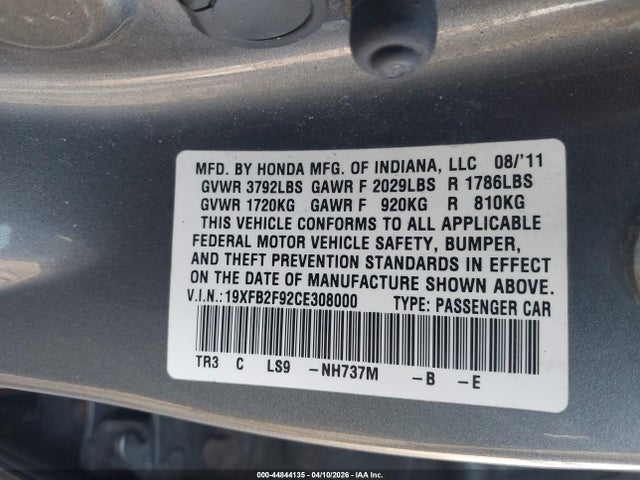 MFD. BY HONDA MFG. OF INDIANA, LLC 08/'11
GVWR 3792LBS GAWR F 2029LBS R 1786LBS
GVWR 1720KG GAWR F 920KG R 810KG
THIS VEHICLE CONFORMS TO ALL APPLICABLE
FEDERAL MOTOR VEHICLE SAFETY, BUMPER,
AND THEFT PREVENTION STANDARDS IN EFFECT
ON THE DATE OF MANUFACTURE SHOWN ABOVE.
V.I.N.:19XFB2F92CE308000 TYPE: PASSENGER CAR
TR3 C LS9 -NH737M -B -E
000-44844135 - 04/10/2026 - IAA Inc.